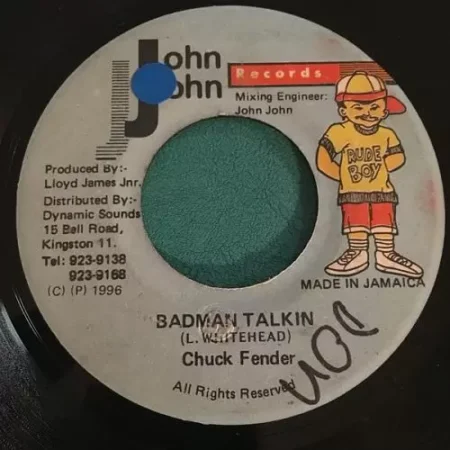 John
John
Records
Mixing Engineer:
John John
RUDE
BOY
Produced By:-
Lloyd James Jnr.
Distributed By:-
Dynamic Sounds
15 Ball Road,
Kingston 11.
Tel: 923-9138
923-9168
(C) (P) 1996
MADE IN JAMAICA
BADMAN TALKIN
(L. WHITEHEAD)
Chuck Fender
All Rights Reserved